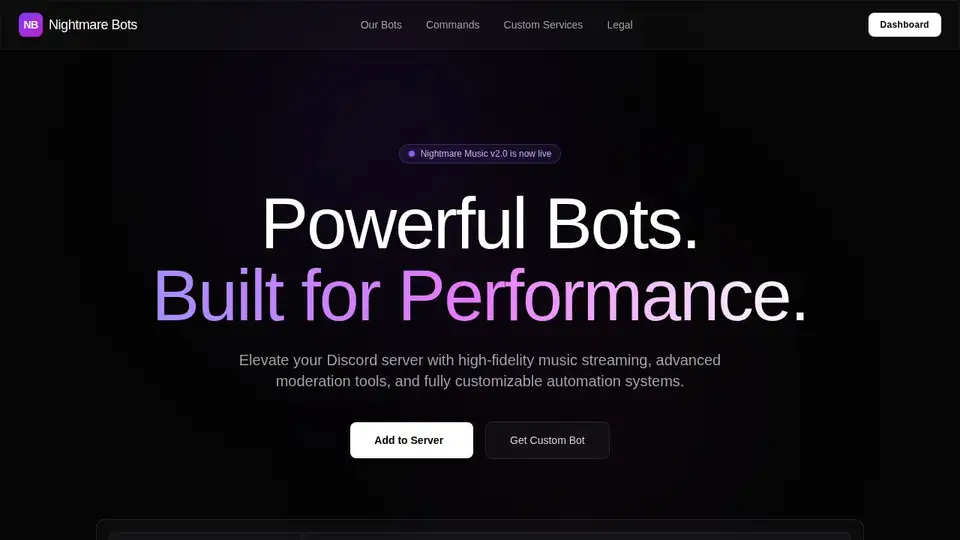 NB Nightmare Bots
Our Bots
Commands
Custom Services
Legal
Dashboard
Nightmare Music v2.0 is now live
Powerful Bots.
Built for Performance.
Elevate your Discord server with high-fidelity music streaming, advanced
moderation tools, and fully customizable automation systems.
Add to Server
Get Custom Bot